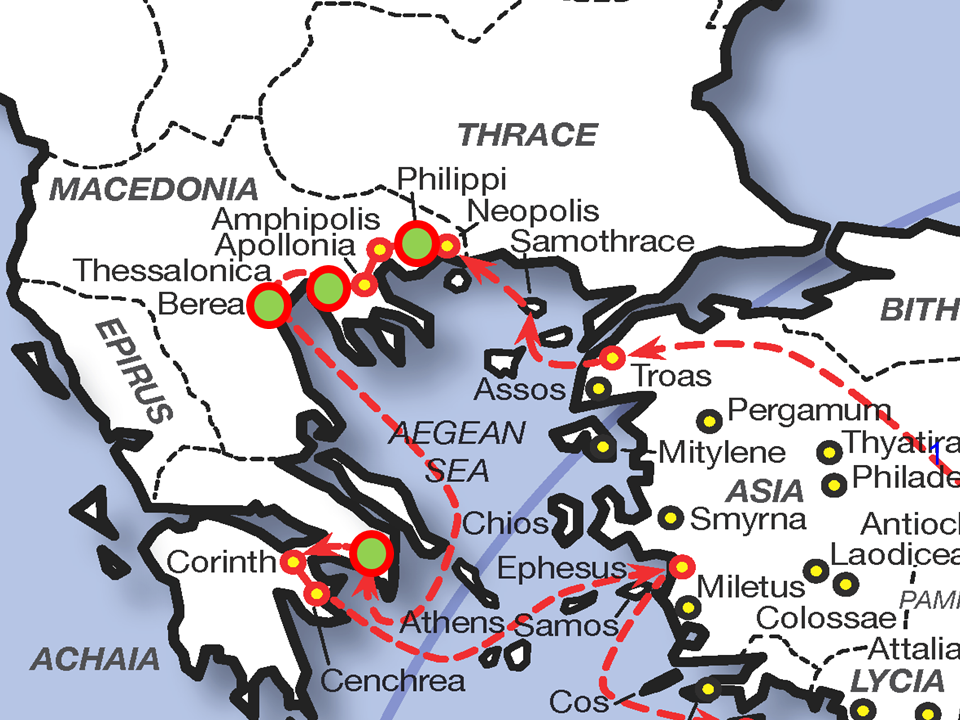 THRACE
Philippi
MACEDONIA
Neopolis
Amphipolis
Samothrace
Apollonia
Thessalonica
Berea
BITH
EPIRUS
Troas
Assos
Pergamum
AEGEAN
SEA
Thyatira
Mitylene
Philade
ASIA
Smyrna
Chios
Antioch
Laodicea
Corinth
Ephesus
Miletus
PAMP
Colossae
Athens
Samos
Attalia
ACHAIA
Cenchrea
LYCIA
Cos